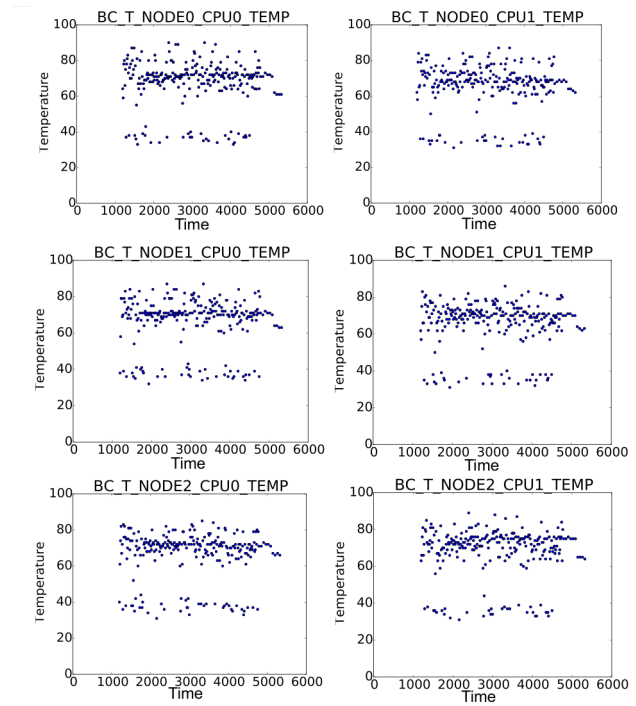 BC_T_NODE0_CPU0_TEMP
100
80
60
40
20
0
Temperature
0 1000 2000 3000 4000 5000 6000
Time
BC_T_NODE0_CPU1_TEMP
100
80
60
40
20
0
Temperature
0 1000 2000 3000 4000 5000 6000
Time
BC_T_NODE1_CPU0_TEMP
100
80
60
40
20
0
Temperature
0 1000 2000 3000 4000 5000 6000
Time
BC_T_NODE1_CPU1_TEMP
100
80
60
40
20
0
Temperature
0 1000 2000 3000 4000 5000 6000
Time
BC_T_NODE2_CPU0_TEMP
100
80
60
40
20
0
Temperature
0 1000 2000 3000 4000 5000 6000
Time
BC_T_NODE2_CPU1_TEMP
100
80
60
40
20
0
Temperature
0 1000 2000 3000 4000 5000 6000
Time